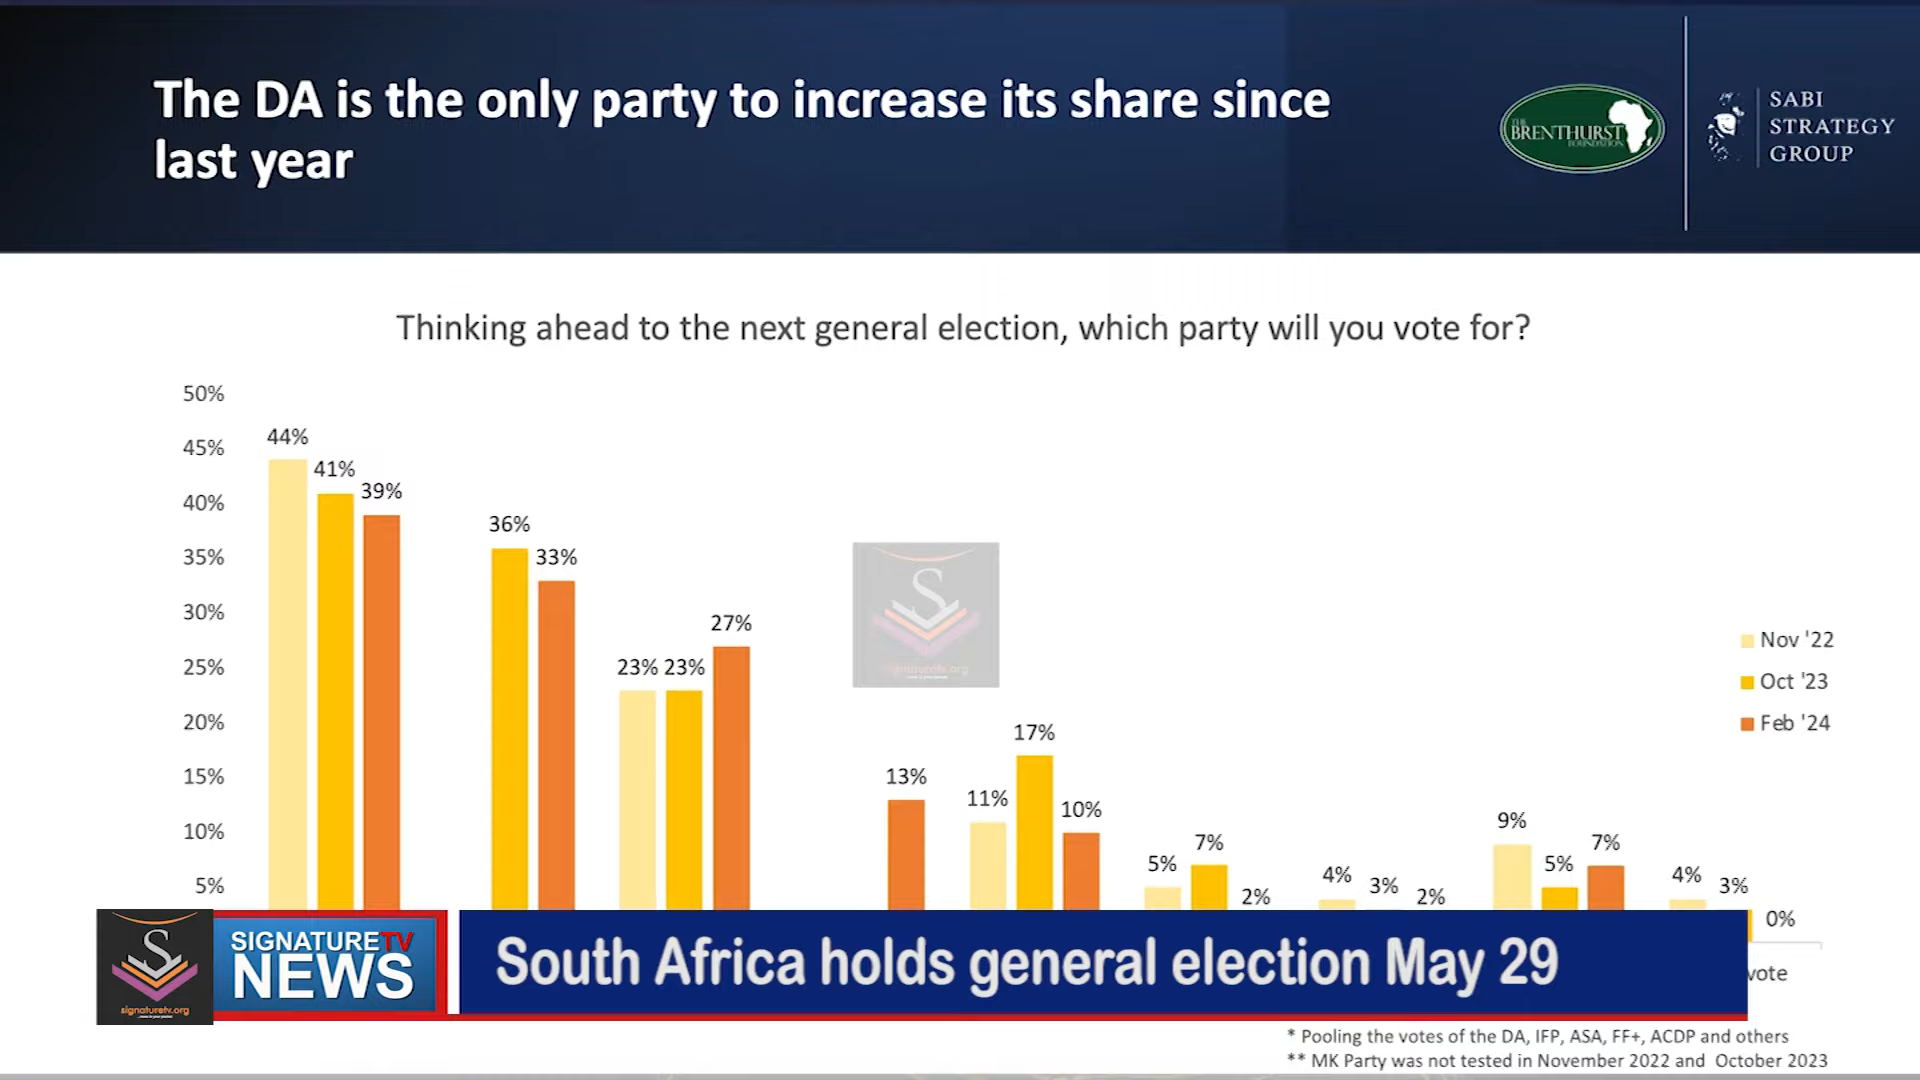 The DA is the only party to increase its share since
last year
THE
BRENTHURST
FOUNDATION
SABI
STRATEGY
GROUP
Thinking ahead to the next general election, which party will you vote for?
50%
45%
40%
35%
30%
25%
20%
15%
10%
5%
44%
41%
39%
36%
33%
23%
23%
27%
13%
11%
17%
10%
5%
7%
2%
4%
3%
2%
9%
5%
7%
4%
3%
0%
Nov '22
Oct '23
Feb '24
S
signaturetv.org
S
signaturetv.org
SIGNATURETV
NEWS
South Africa holds general election May 29
vote
* Pooling the votes of the DA, IFP, ASA, FF+, ACDP and others
** MK Party was not tested in November 2022 and October 2023